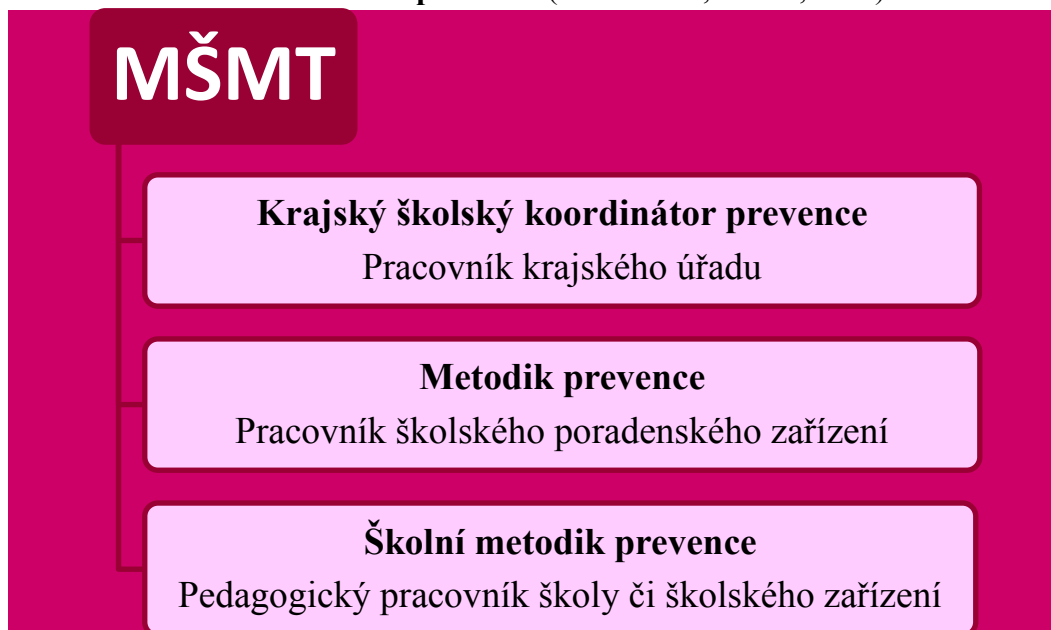 MŠMT
Krajský školský koordinátor prevence
Pracovník krajského úřadu
Metodik prevence
Pracovník školského poradenského zařízení
Školní metodik prevence
Pedagogický pracovník školy či školského zařízení